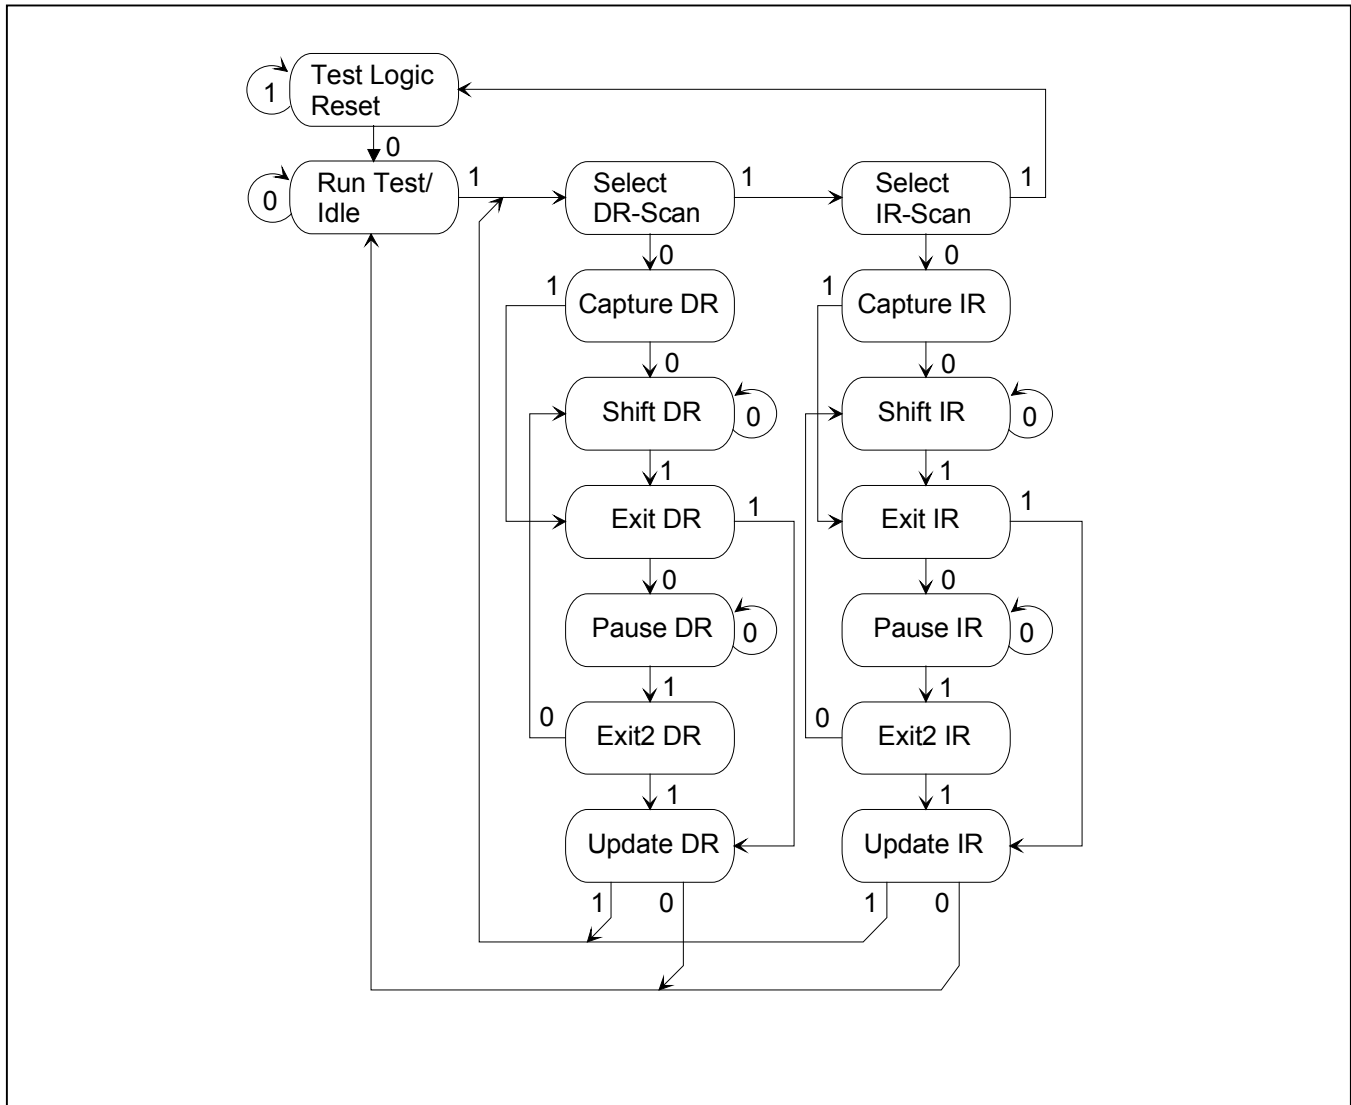 Test Logic
Reset
1
0
Run Test/
Idle
0
1
Select
DR-Scan
1
Select
IR-Scan
1
0
0
1
Capture DR
1
Capture IR
0
0
Shift DR
0
Shift IR
0
1
1
Exit DR
1
Exit IR
1
0
0
Pause DR
0
Pause IR
0
1
1
0
Exit2 DR
0
Exit2 IR
1
1
Update DR
Update IR
1
0
1
0